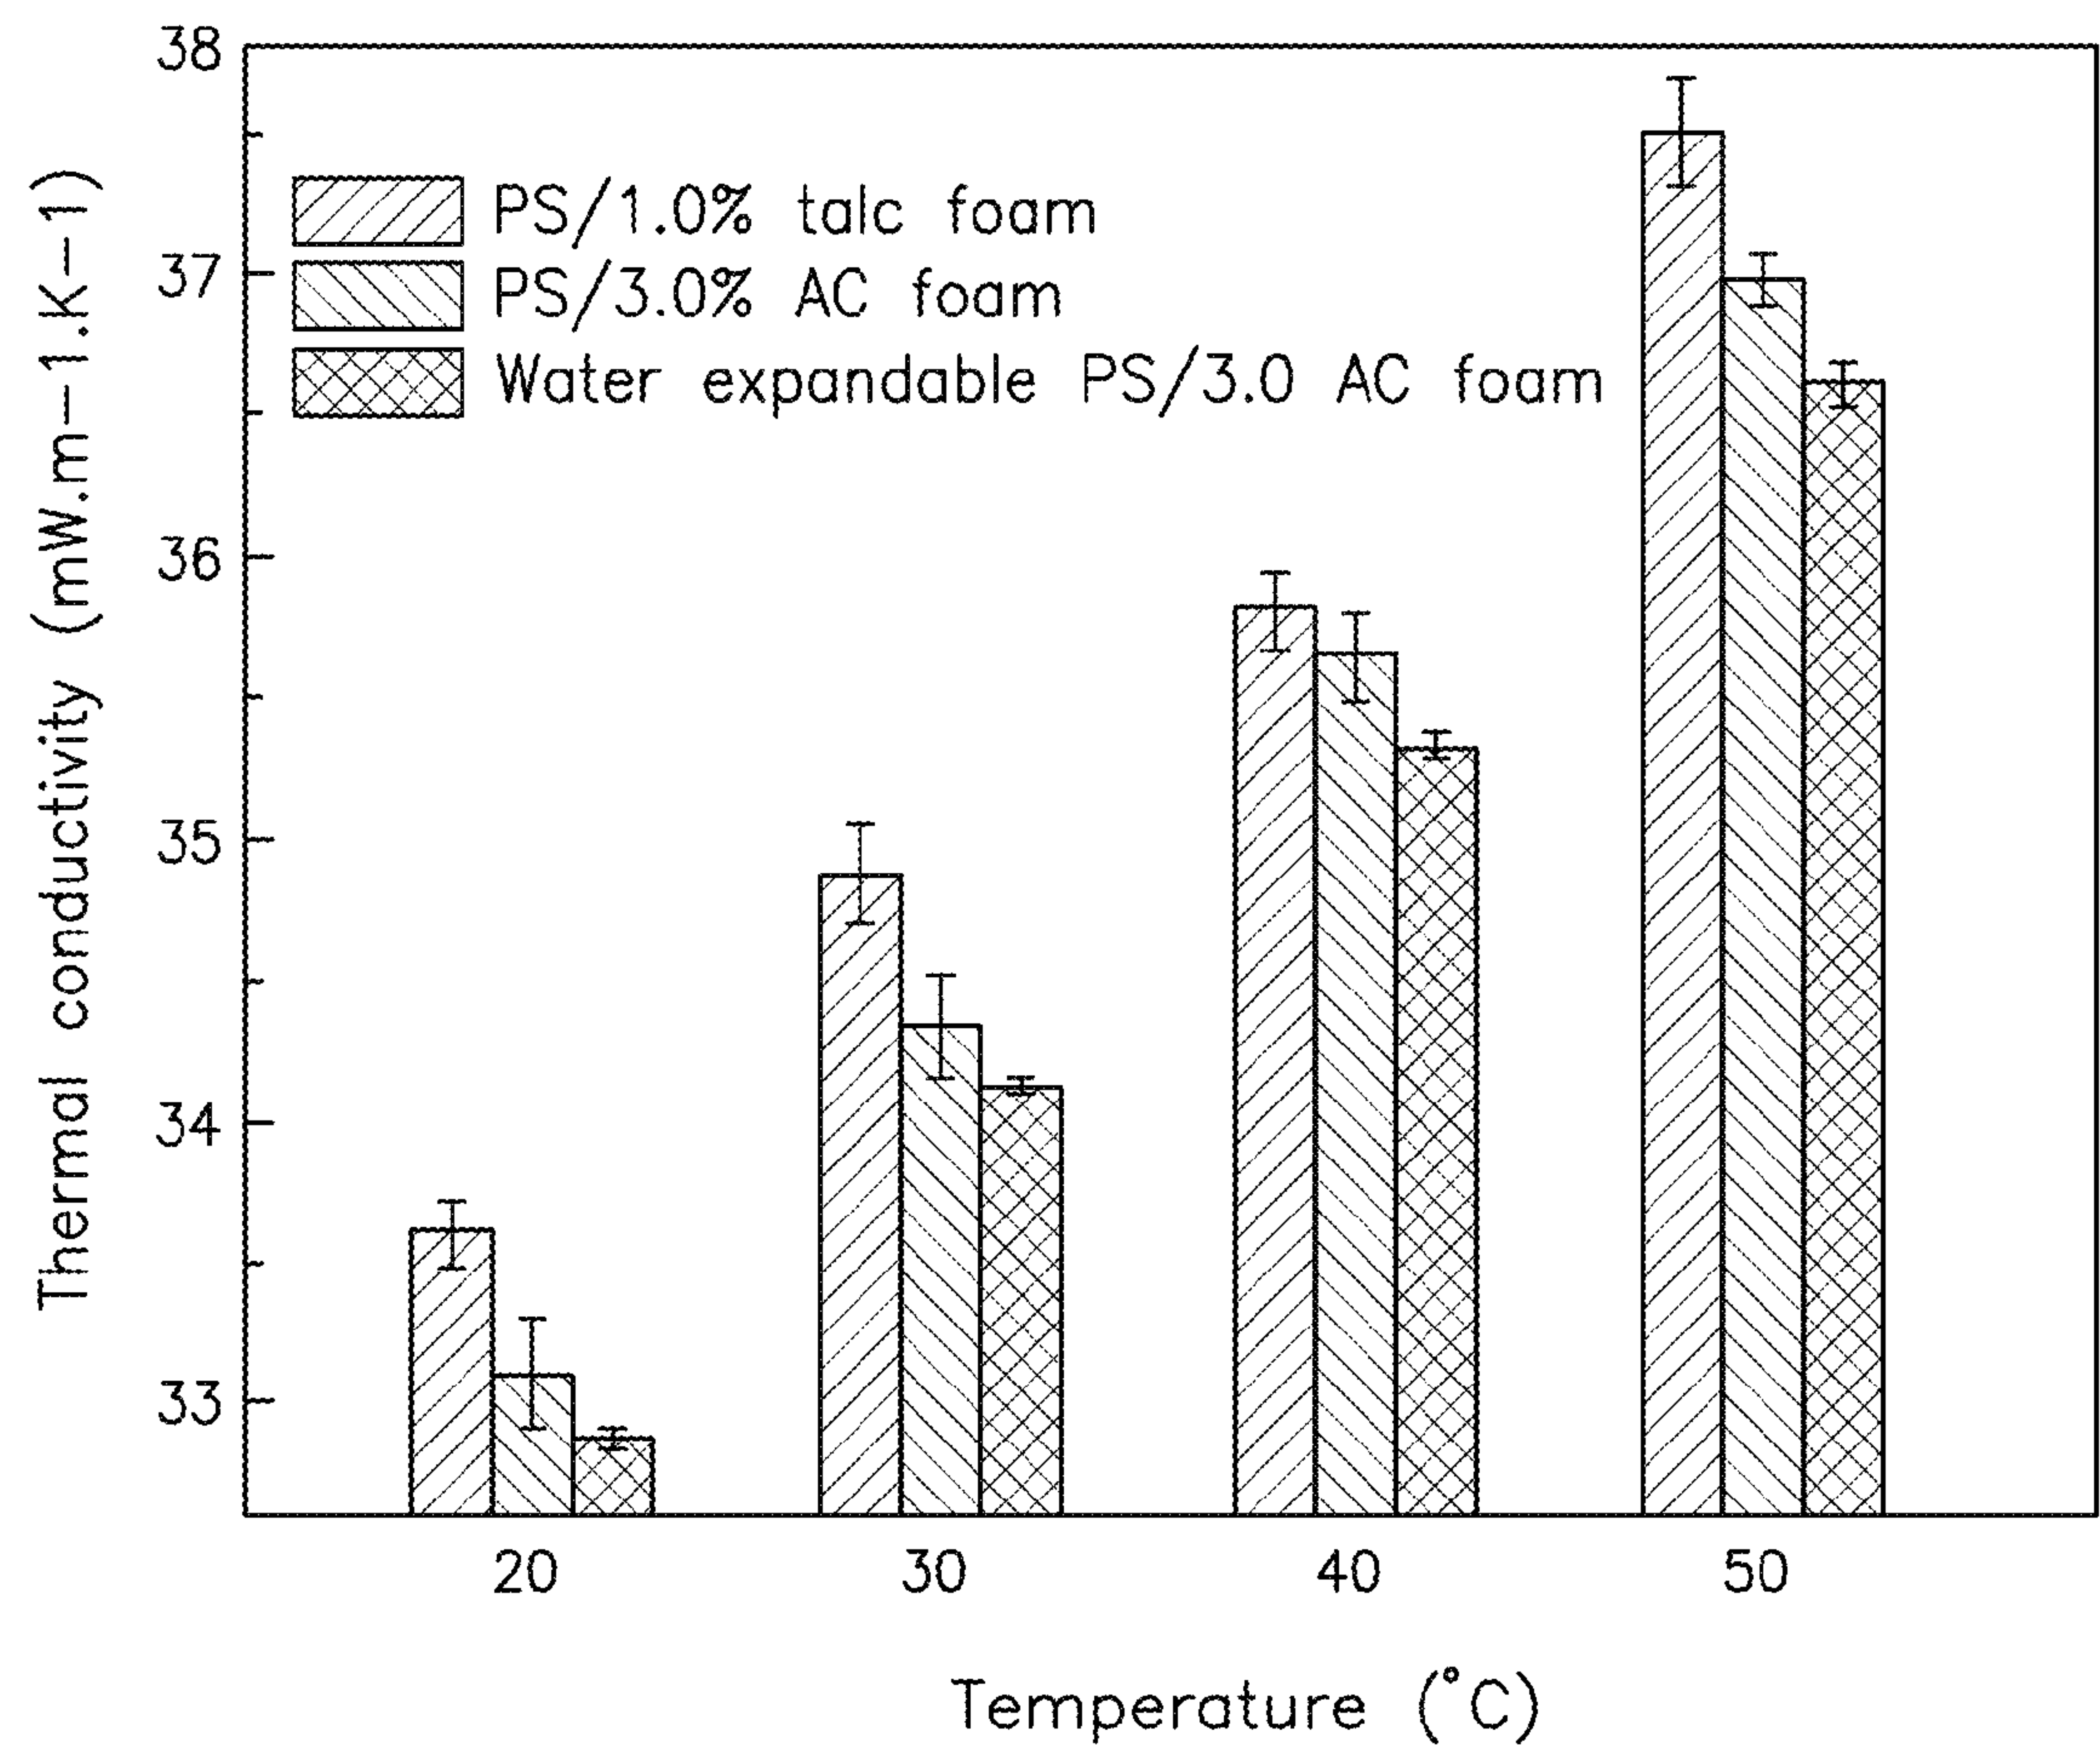 Thermal conductivity (mW.m−1.K−1)
38
37
36
35
34
33
PS/1.0% talc foam
PS/3.0% AC foam
Water expandable PS/3.0 AC foam
20 30 40 50
Temperature (°C)